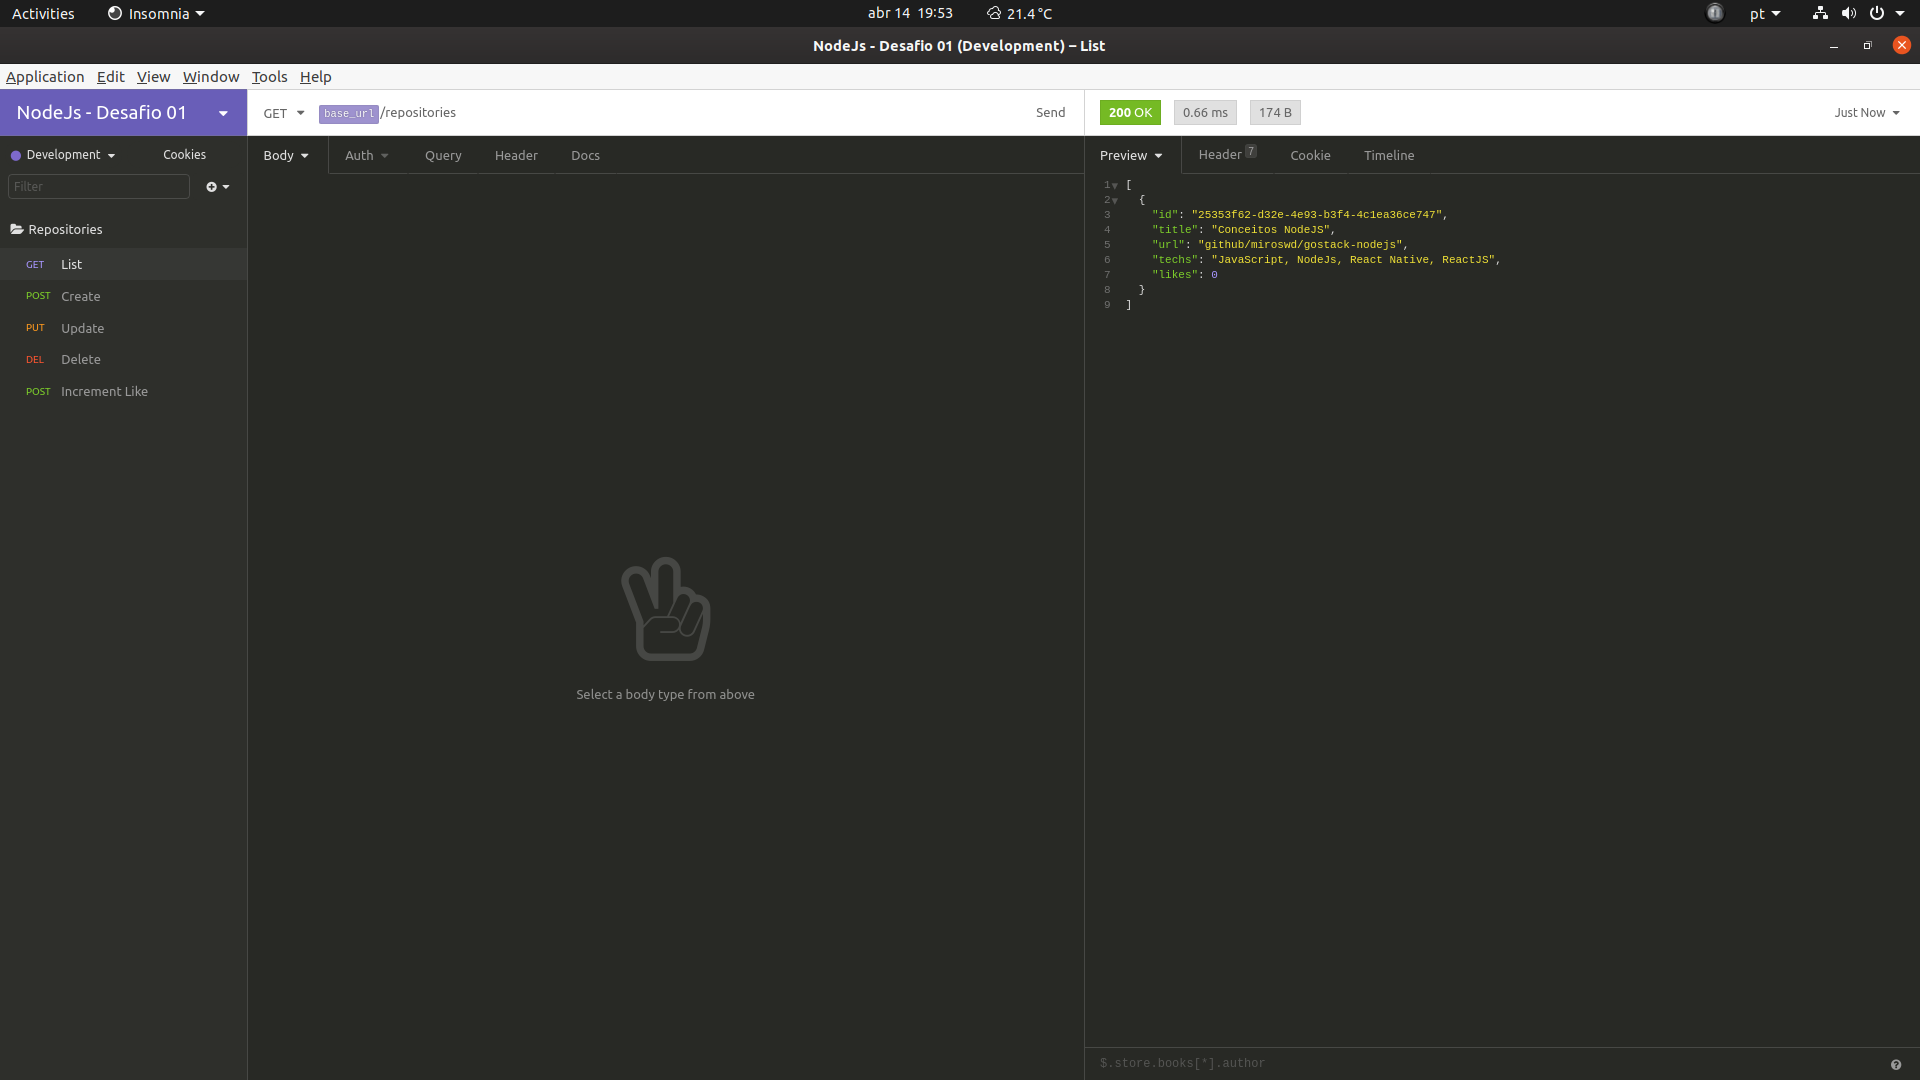 Activities Insomnia abr 14 19:53 21.4 °C pt
NodeJs - Desafio 01 (Development) – List
Application Edit View Window Tools Help
NodeJs - Desafio 01 GET base_url/repositories Send 200 OK 0.66 ms 174 B Just Now
Development Cookies Body Auth Query Header Docs Preview Header 7 Cookie Timeline
Filter
Repositories
GET List
POST Create
PUT Update
DEL Delete
POST Increment Like
Select a body type from above
1 [
2 {
3 "id": "25353f62-d32e-4e93-b3f4-4c1ea36ce747",
4 "title": "Conceitos NodeJS",
5 "url": "github/miroswd/gostack-nodejs",
6 "techs": "JavaScript, NodeJs, React Native, ReactJS",
7 "likes": 0
8 }
9 ]
$.store.books[*].author